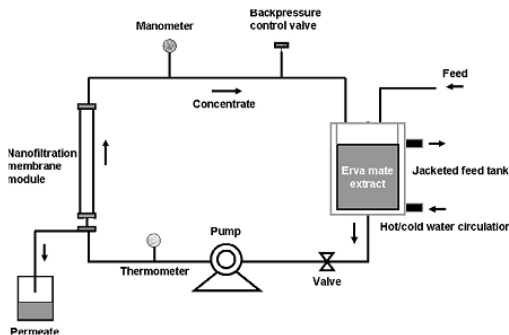 Backpressure
control valve
Manometer
Feed
Concentrate
Nanofiltration
membrane
module
Erva mate
extract
Jacketed feed tank
Hot/cold water circulation
Pump
Thermometer
Valve
Permeate